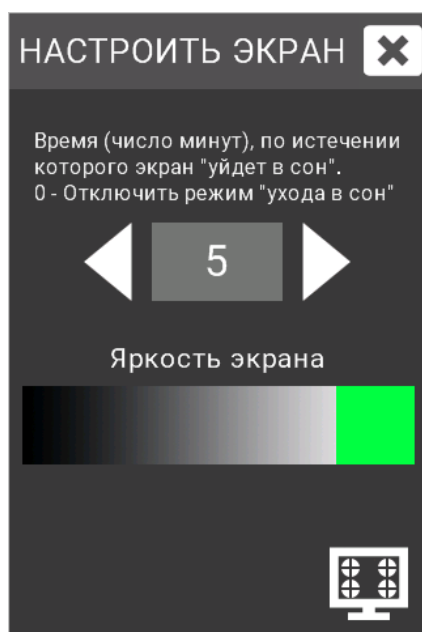 НАСТРОИТЬ ЭКРАН
Время (число минут), по истечении
которого экран "уйдет в сон".
0 - Отключить режим "ухода в сон"
5
Яркость экрана